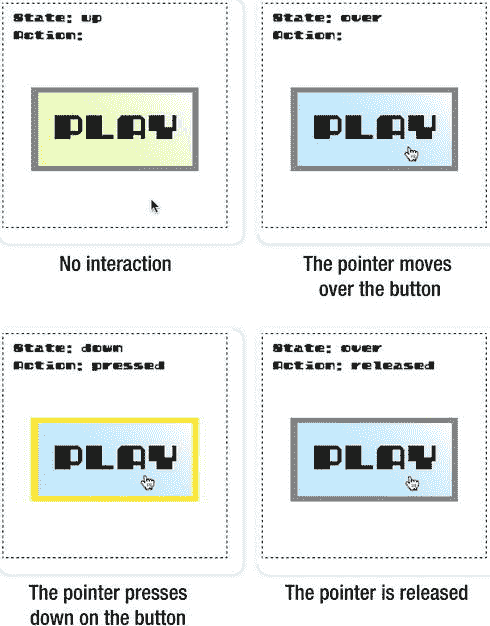 State: up
Action:
PLAY
No interaction
State: over
Action:
PLAY
The pointer moves
over the button
State: down
Action: pressed
PLAY
The pointer presses
down on the button
State: over
Action: released
PLAY
The pointer is released